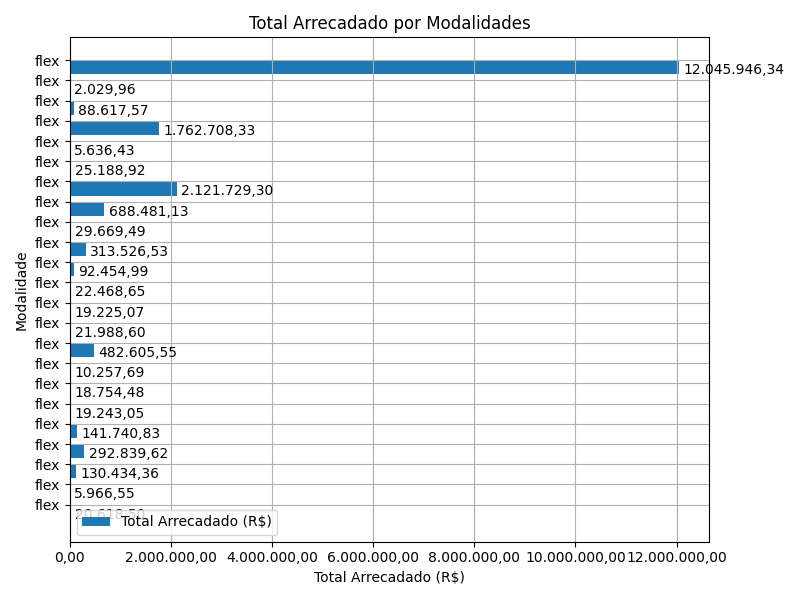 Total Arrecadado por Modalidades
Modalidade
flex
12.045.946,34
flex
2.029,96
flex
88.617,57
flex
1.762.708,33
flex
5.636,43
flex
25.188,92
flex
2.121.729,30
flex
688.481,13
flex
29.669,49
flex
313.526,53
flex
92.454,99
flex
22.468,65
flex
19.225,07
flex
21.988,60
flex
482.605,55
flex
10.257,69
flex
18.754,48
flex
19.243,05
flex
141.740,83
flex
292.839,62
flex
130.434,36
flex
5.966,55
flex
20.618,50
Total Arrecadado (R$)
0,00 2.000.000,00 4.000.000,00 6.000.000,00 8.000.000,00 10.000.000,00 12.000.000,00
Total Arrecadado (R$)